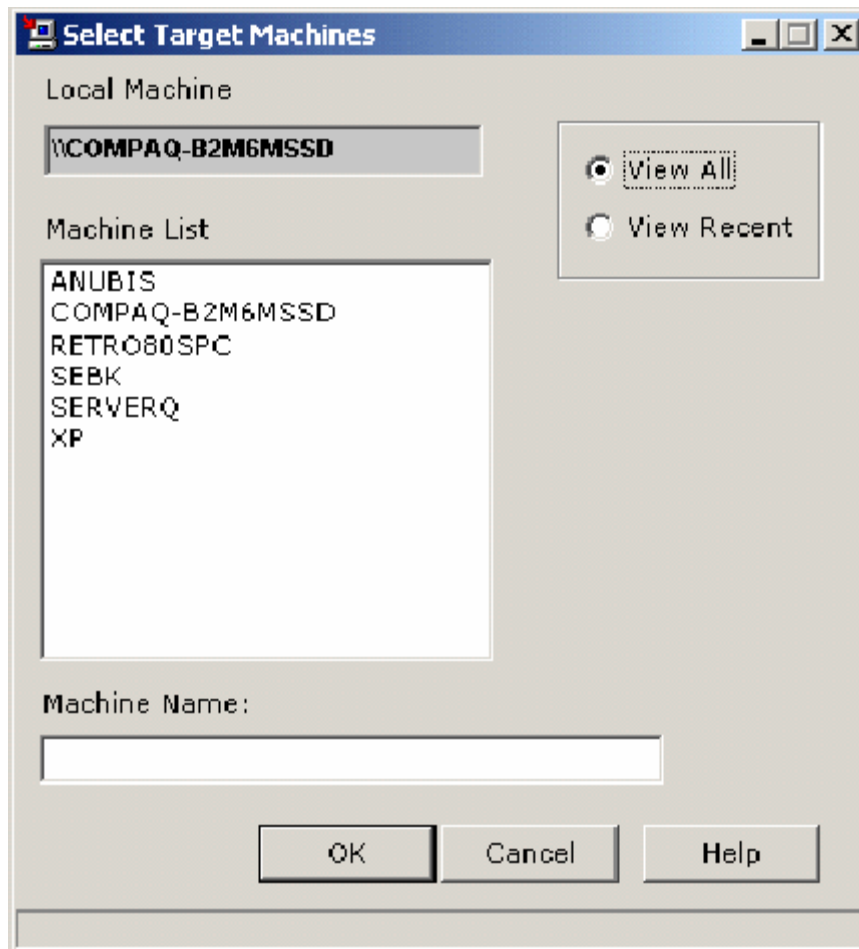 Select Target Machines
Local Machine
\\COMPAQ-B2M6MSSD
View All
View Recent
Machine List
ANUBIS
COMPAQ-B2M6MSSD
RETRO80SPC
SEBK
SERVERQ
XP
Machine Name:
OK
Cancel
Help